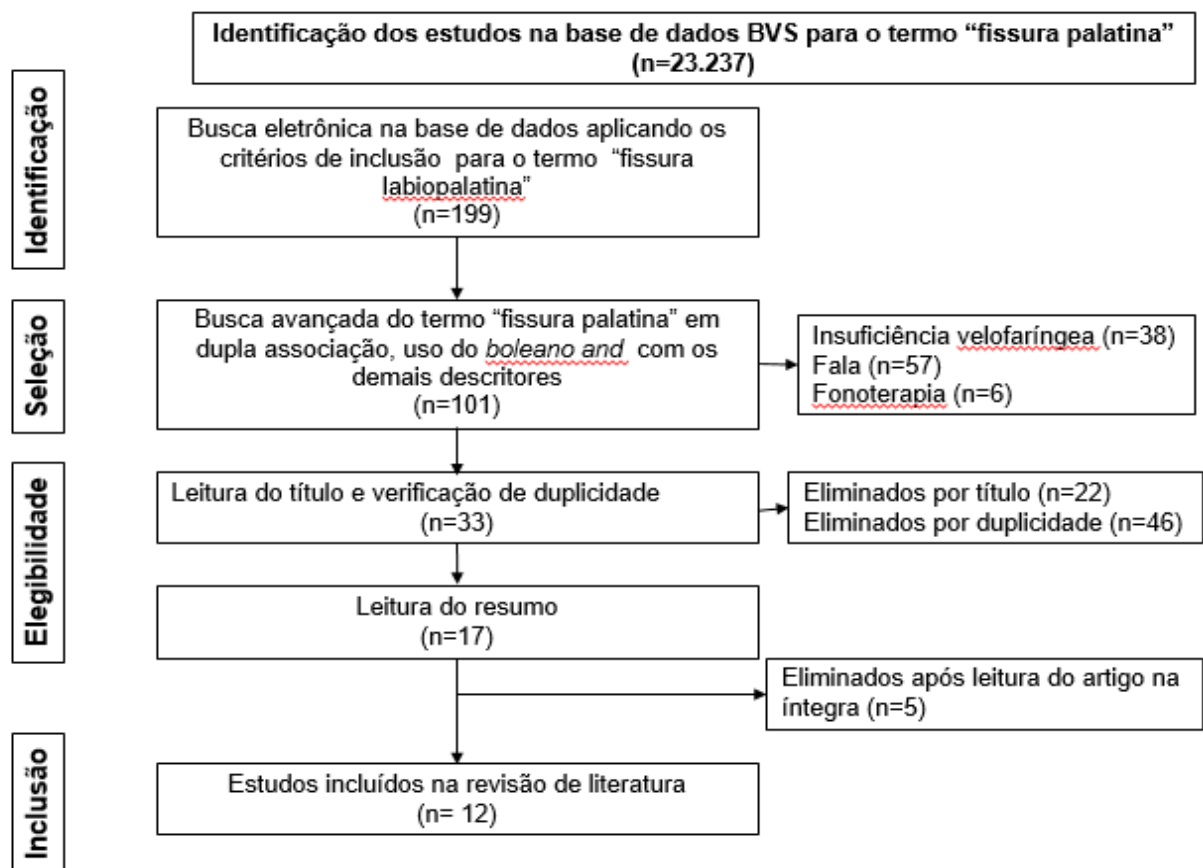 Identificação dos estudos na base de dados BVS para o termo “fissura palatina”
(n=23.237)
Identificação
Busca eletrônica na base de dados aplicando os
critérios de inclusão para o termo “fissura
labiopalatina”
(n=199)
Seleção
Busca avançada do termo “fissura palatina” em
dupla associação, uso do boleano and com os
demais descritores
(n=101)
Insuficiência velofaríngea (n=38)
Fala (n=57)
Fonoterapia (n=6)
Elegibilidade
Leitura do título e verificação de duplicidade
(n=33)
Eliminados por título (n=22)
Eliminados por duplicidade (n=46)
Leitura do resumo
(n=17)
Eliminados após leitura do artigo na
íntegra (n=5)
Inclusão
Estudos incluídos na revisão de literatura
(n= 12)